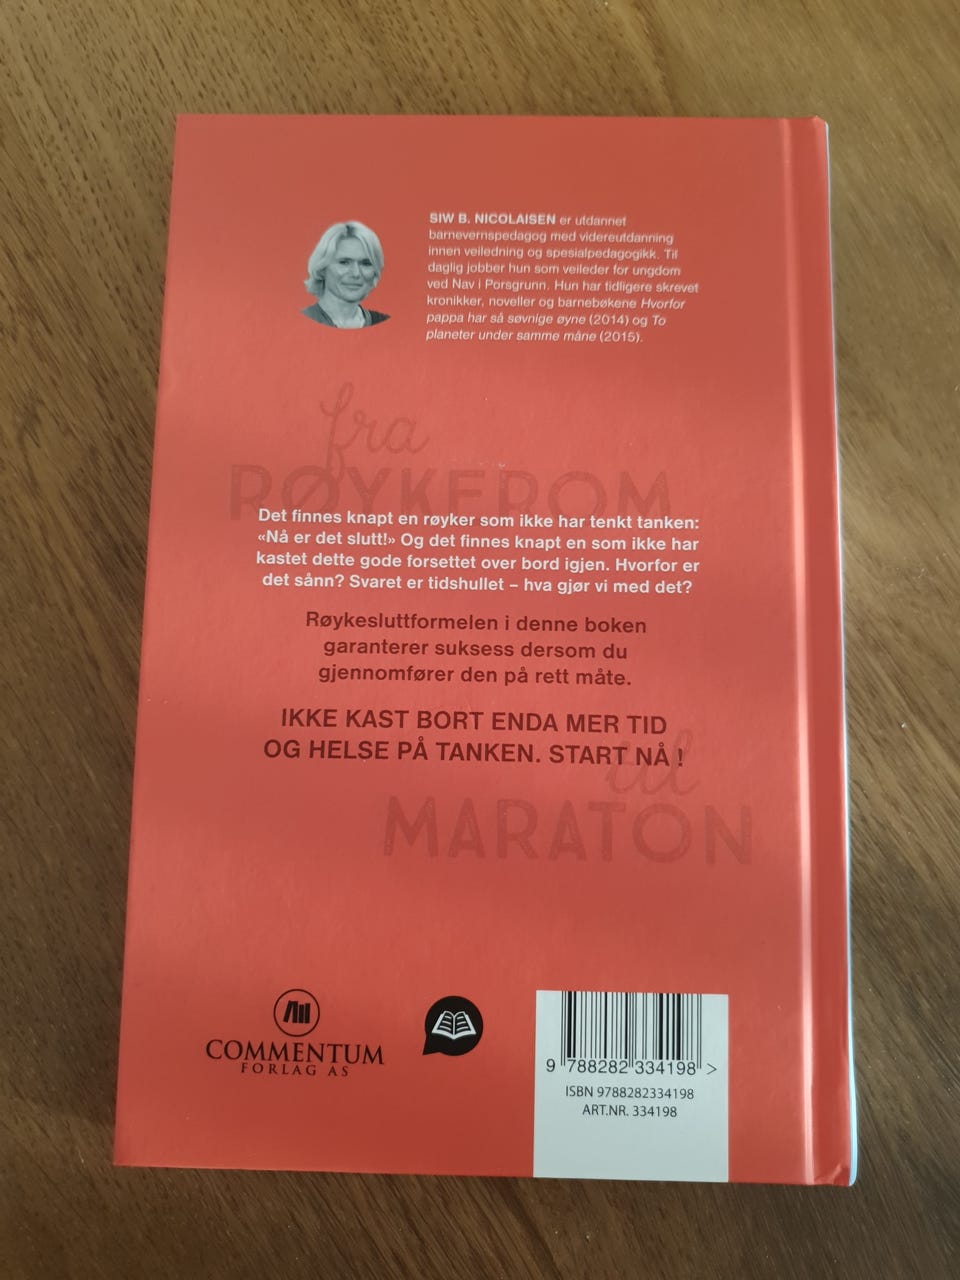 SIW B. NICOLAISEN er utdannet
barnevernspedagog med videreutdanning
innen veiledning og spesialpedagogikk. Til
daglig jobber hun som veileder for ungdom
ved Nav i Porsgrunn. Hun har tidligere skrevet
kronikker, noveller og barnebøkene Hvorfor
pappa har så søvnige øyne (2014) og To
planeter under samme måne (2015).
fra
RØYKEROM
Det finnes knapt en røyker som ikke har tenkt tanken:
«Nå er det slutt!» Og det finnes knapt en som ikke har
kastet dette gode forsettet over bord igjen. Hvorfor er
det sånn? Svaret er tidshullet – hva gjør vi med det?
Røykesluttformelen i denne boken
garanterer suksess dersom du
gjennomfører den på rett måte.
IKKE KAST BORT ENDA MER TID
OG HELSE PÅ TANKEN. START NÅ !
til
MARATON
COMMENTUM
FORLAG AS
9 788282 334198 >
ISBN 9788282334198
ART.NR. 334198